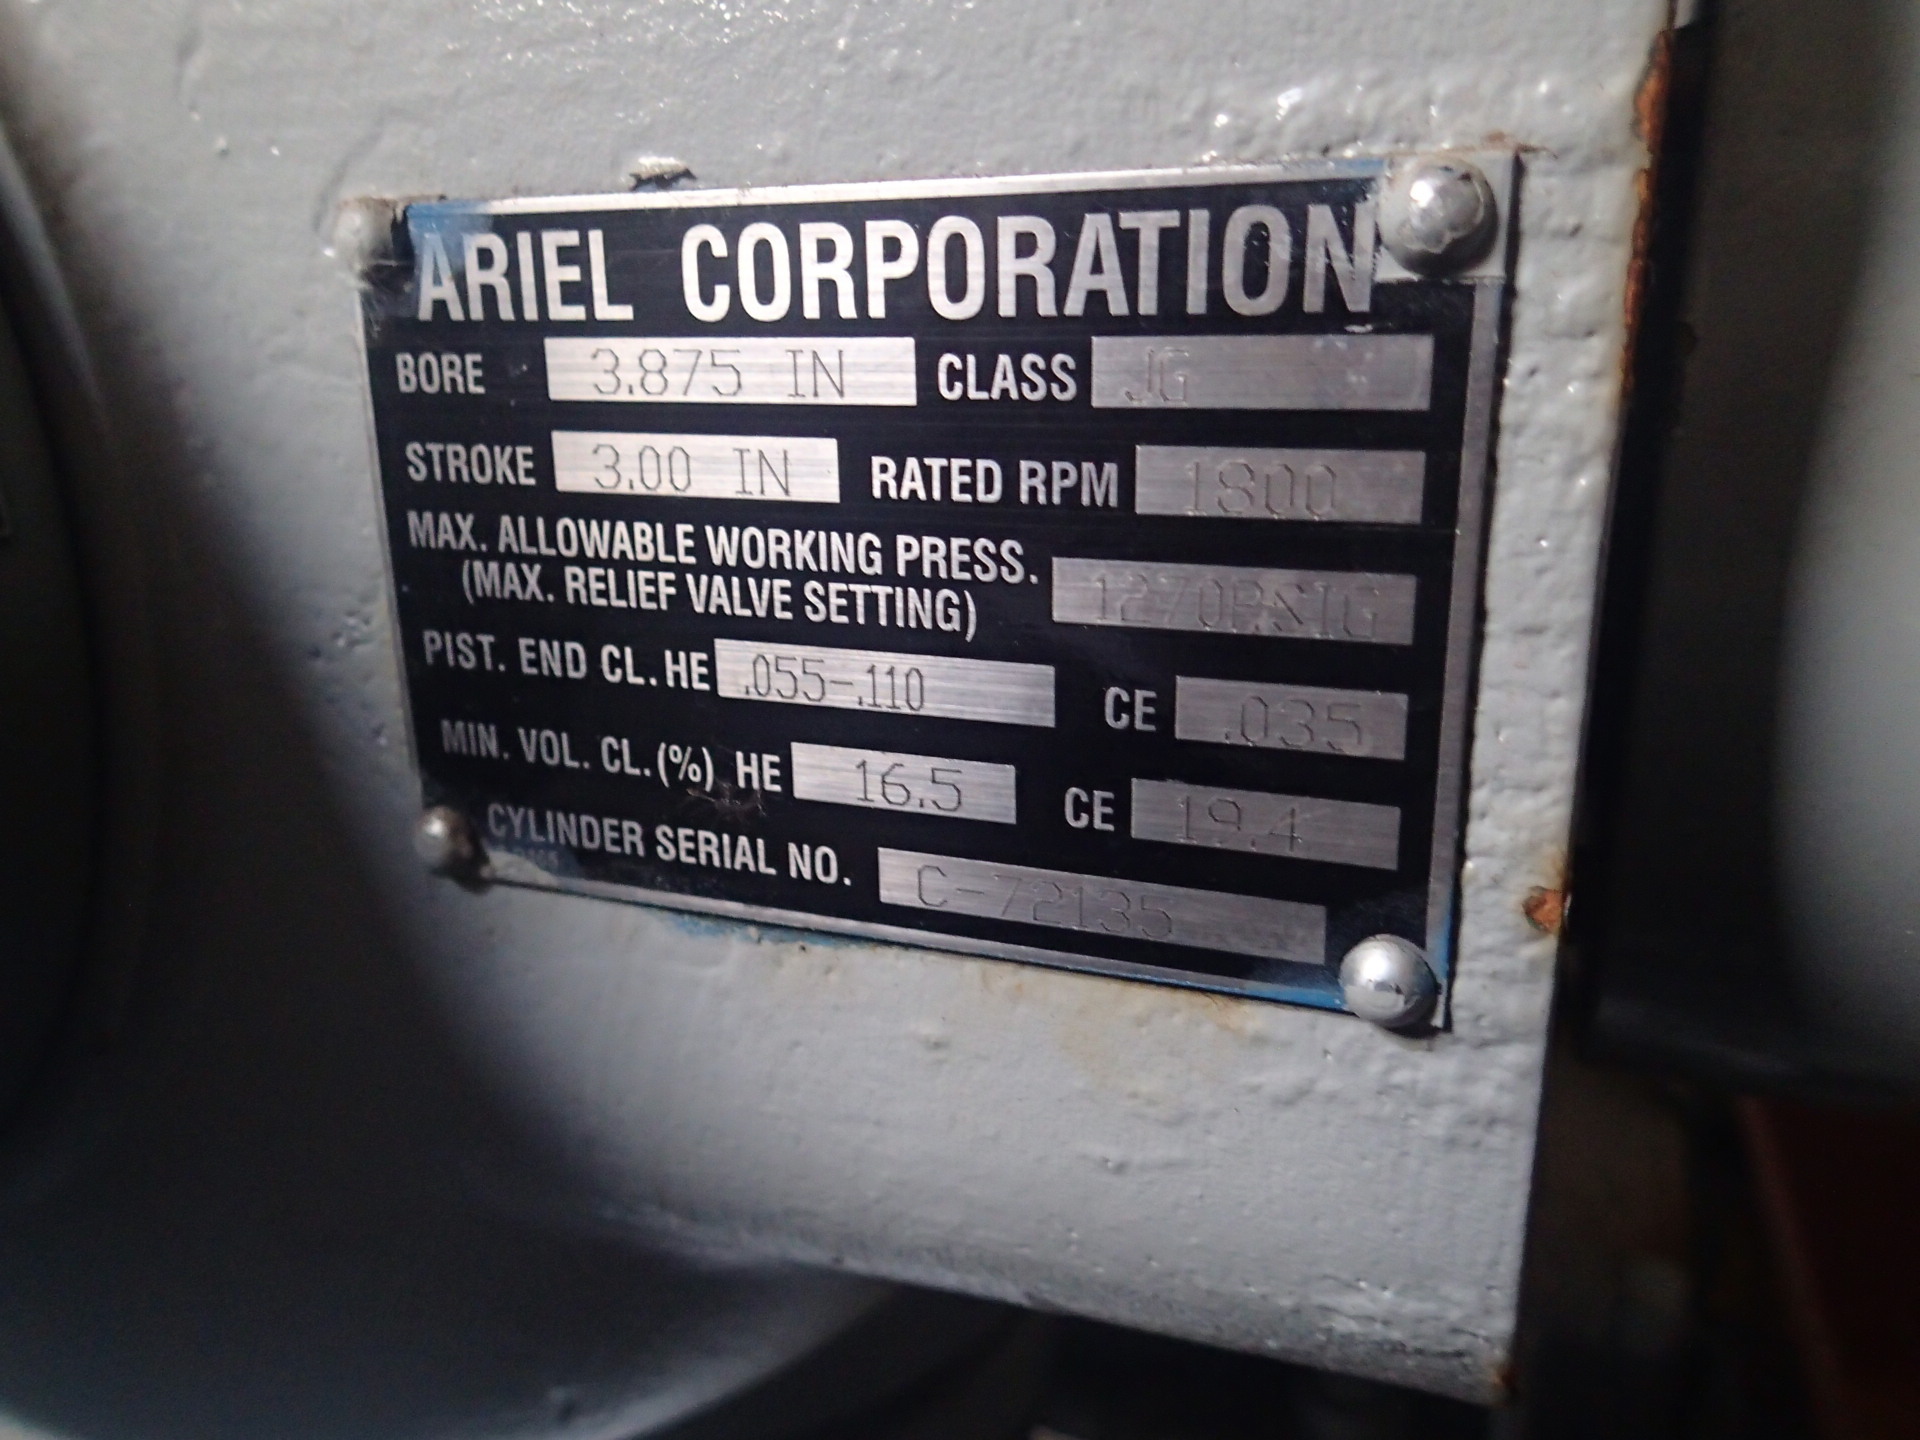 ARIEL CORPORATION
BORE 3.875 IN CLASS JG
STROKE 3.00 IN RATED RPM 1800
MAX. ALLOWABLE WORKING PRESS.
(MAX. RELIEF VALVE SETTING) 1270PSIG
PIST. END CL. HE .055-.110 CE .035
MIN. VOL. CL. (%) HE 16.5 CE 19.4
CYLINDER SERIAL NO. C-72135